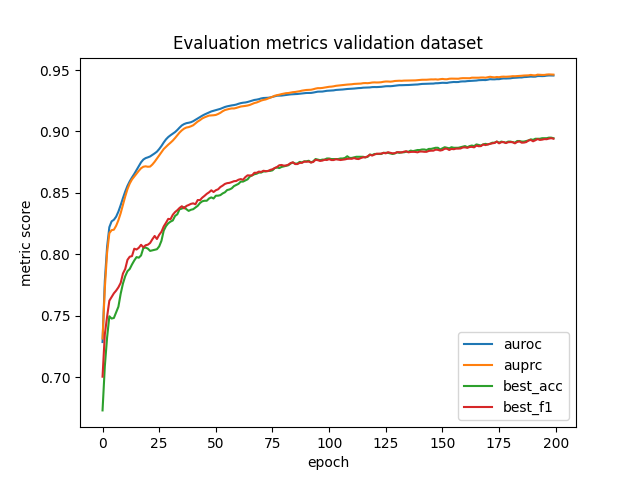 Evaluation metrics validation dataset
metric score
0.95
0.90
0.85
0.80
0.75
0.70
0 25 50 75 100 125 150 175 200
epoch
auroc
auprc
best_acc
best_f1